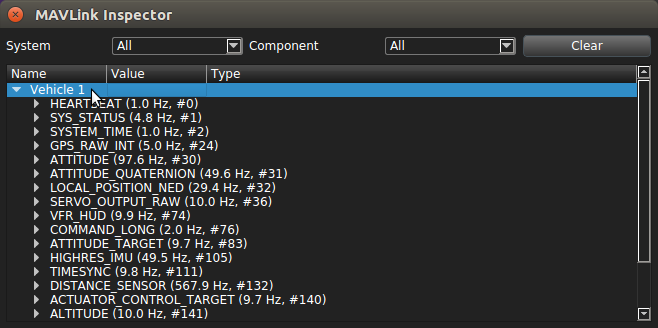 MAVLink Inspector
System All Component All Clear
Name Value Type
Vehicle 1
HEARTBEAT (1.0 Hz, #0)
SYS_STATUS (4.8 Hz, #1)
SYSTEM_TIME (1.0 Hz, #2)
GPS_RAW_INT (5.0 Hz, #24)
ATTITUDE (97.6 Hz, #30)
ATTITUDE_QUATERNION (49.6 Hz, #31)
LOCAL_POSITION_NED (29.4 Hz, #32)
SERVO_OUTPUT_RAW (10.0 Hz, #36)
VFR_HUD (9.9 Hz, #74)
COMMAND_LONG (2.0 Hz, #76)
ATTITUDE_TARGET (9.7 Hz, #83)
HIGHRES_IMU (49.5 Hz, #105)
TIMESYNC (9.8 Hz, #111)
DISTANCE_SENSOR (567.9 Hz, #132)
ACTUATOR_CONTROL_TARGET (9.7 Hz, #140)
ALTITUDE (10.0 Hz, #141)